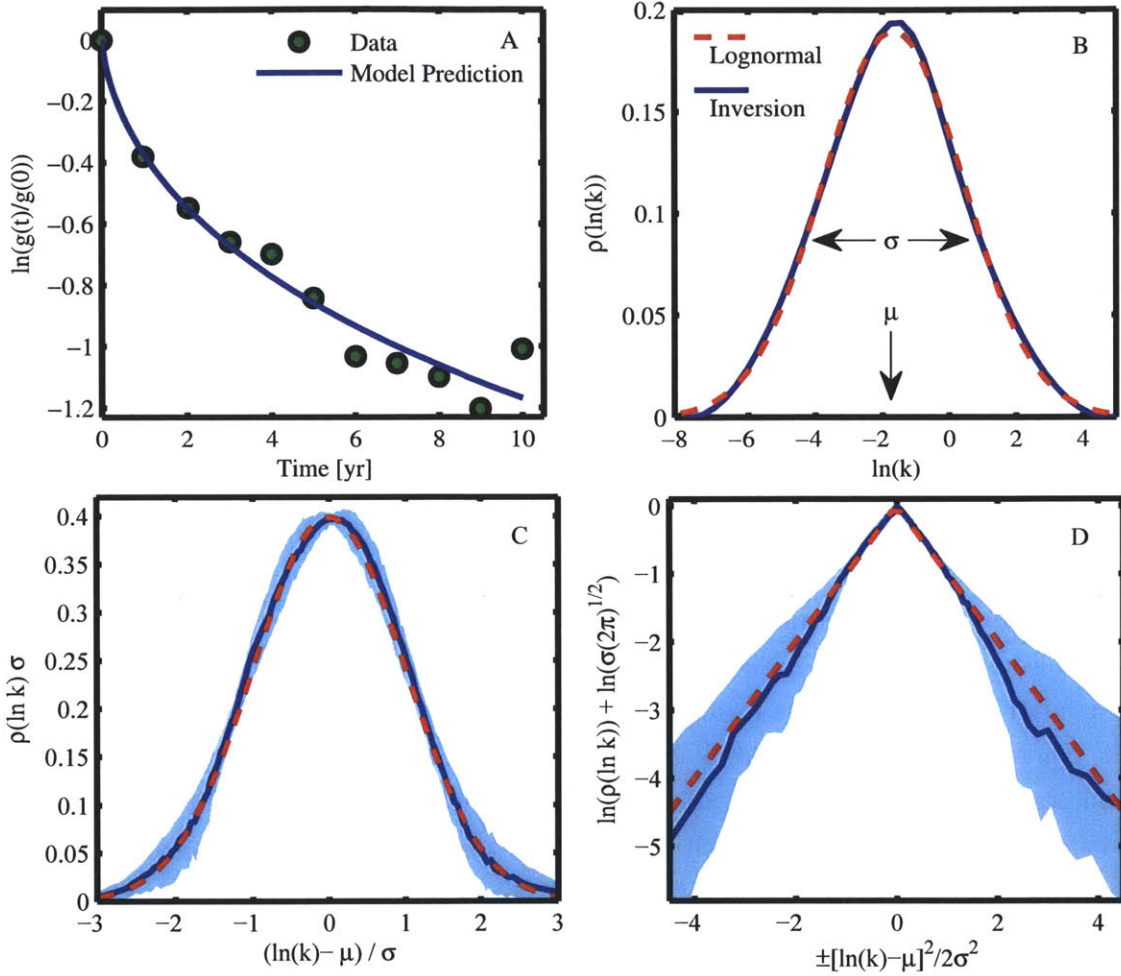 A
Data
Model Prediction
ln(g(t)/g(0))
0
−0.2
−0.4
−0.6
−0.8
−1
−1.2
0 2 4 6 8 10
Time [yr]
B
Lognormal
Inversion
ρ(ln(k))
0.2
0.15
0.1
0.05
0
σ
μ
−8 −6 −4 −2 0 2 4
ln(k)
C
ρ(ln k) σ
0.4
0.35
0.3
0.25
0.2
0.15
0.1
0.05
0
−3 −2 −1 0 1 2 3
(ln(k)− μ) / σ
D
ln(ρ(ln k)) + ln(σ(2π)^{1/2})
0
−1
−2
−3
−4
−5
−4 −2 0 2 4
±[ln(k)−μ]²/2σ²